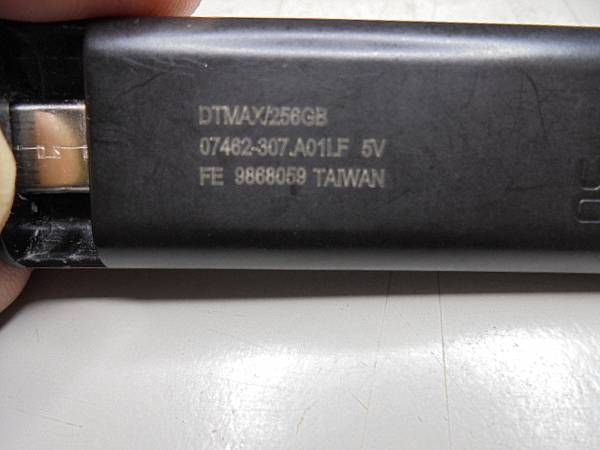 DTMAX/256GB
07462-307.A01LF 5V
FE 9868059 TAIWAN